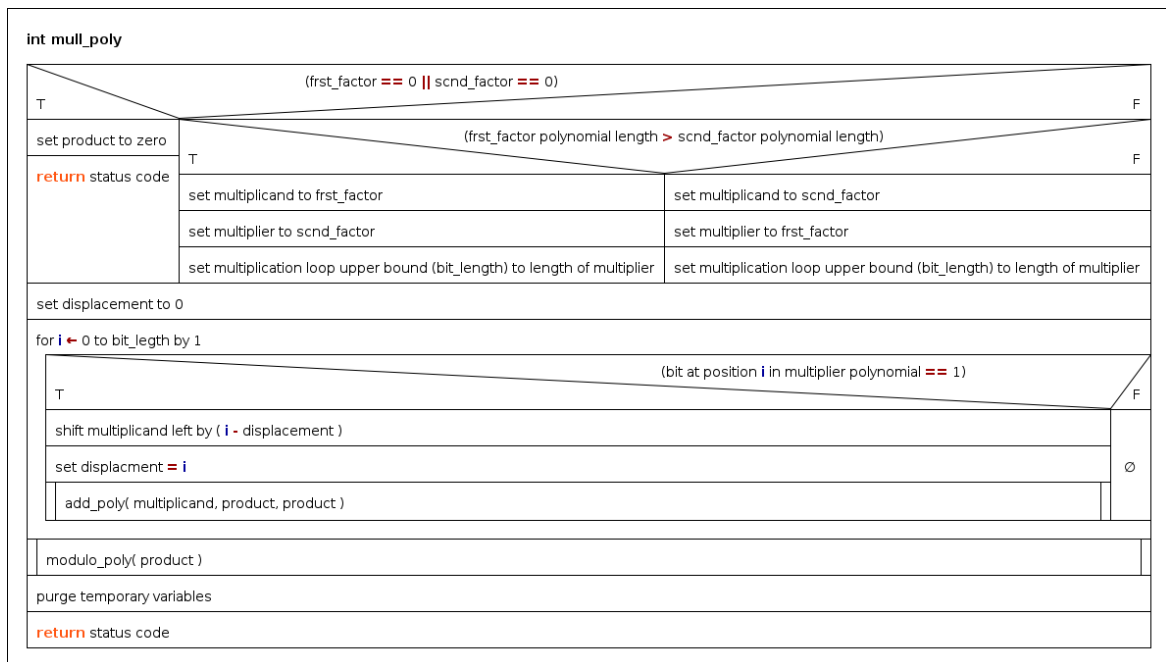 int mull_poly
(frst_factor == 0 || scnd_factor == 0)
T
F
set product to zero
return status code
(frst_factor polynomial length > scnd_factor polynomial length)
T
F
set multiplicand to frst_factor
set multiplicand to scnd_factor
set multiplier to scnd_factor
set multiplier to frst_factor
set multiplication loop upper bound (bit_length) to length of multiplier
set multiplication loop upper bound (bit_length) to length of multiplier
set displacement to 0
for i ← 0 to bit_legth by 1
(bit at position i in multiplier polynomial == 1)
T
F
shift multiplicand left by ( i - displacement )
set displacment = i
∅
add_poly( multiplicand, product, product )
modulo_poly( product )
purge temporary variables
return status code